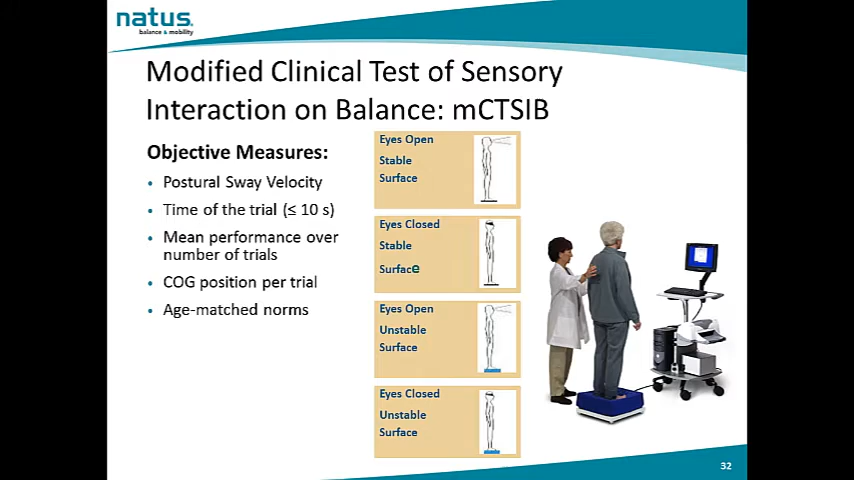 natus.
balance & mobility
Modified Clinical Test of Sensory
Interaction on Balance: mCTSIB
Objective Measures:
• Postural Sway Velocity
• Time of the trial (≤ 10 s)
• Mean performance over
number of trials
• COG position per trial
• Age-matched norms
Eyes Open
Stable
Surface
Eyes Closed
Stable
Surface
Eyes Open
Unstable
Surface
Eyes Closed
Unstable
Surface
32